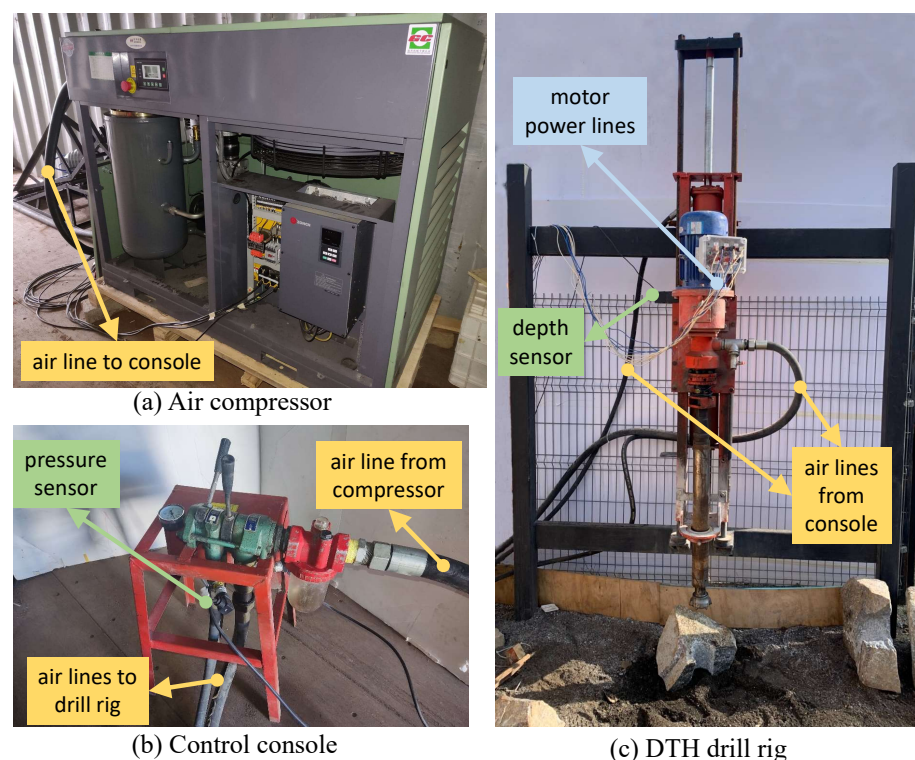 air line to console
(a) Air compressor
pressure
sensor
air line from
compressor
air lines to
drill rig
(b) Control console
motor
power lines
depth
sensor
air lines
from
console
(c) DTH drill rig